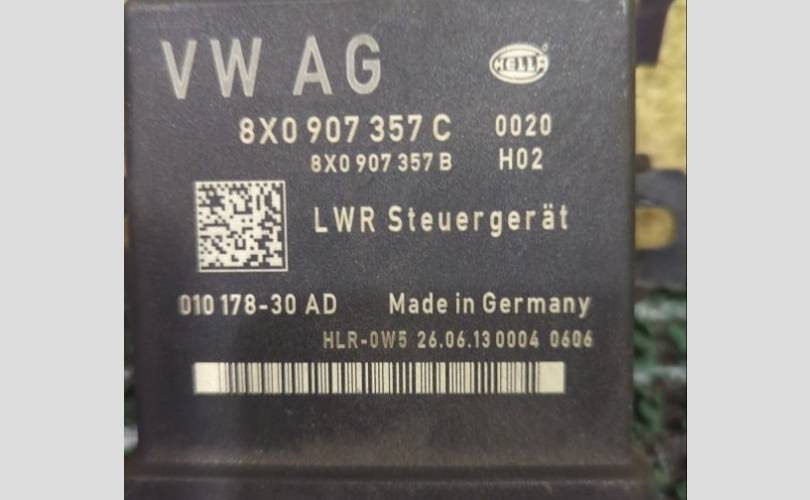 VW AG HELLA
8X0 907 357 C 0020
8X0 907 357 B H02
LWR Steuergerät
010 178-30 AD Made in Germany
HLR-0W5 26.06.13 0004 0606